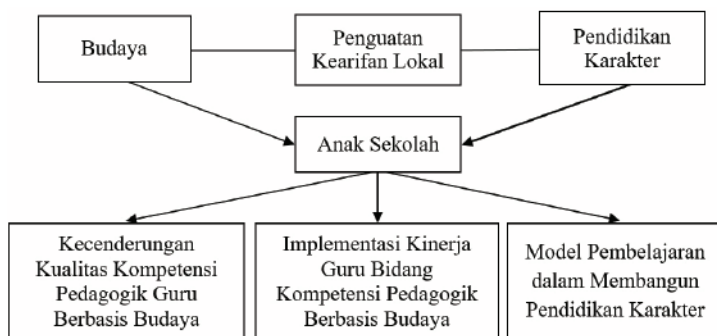 Budaya
Penguatan
Kearifan Lokal
Pendidikan
Karakter
Anak Sekolah
Kecenderungan
Kualitas Kompetensi
Pedagogik Guru
Berbasis Budaya
Implementasi Kinerja
Guru Bidang
Kompetensi Pedagogik
Berbasis Budaya
Model Pembelajaran
dalam Membangun
Pendidikan Karakter